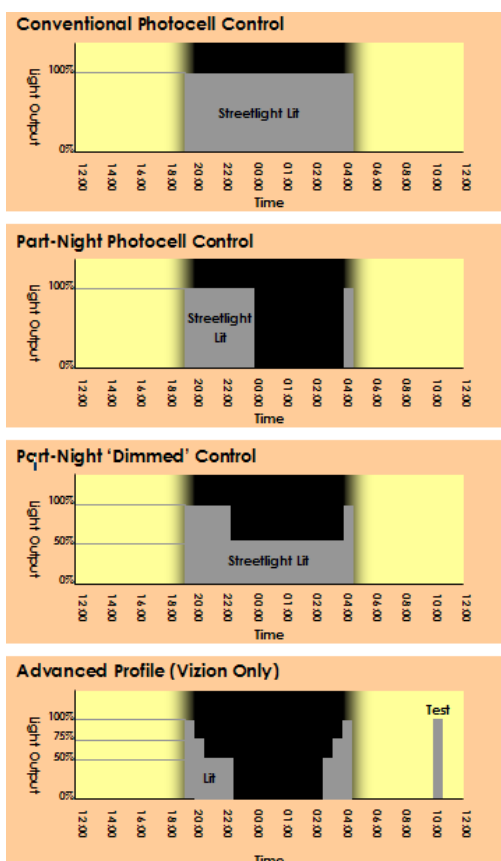 Conventional Photocell Control
Light Output
100%
0%
Streetlight Lit
12:00 14:00 16:00 18:00 20:00 22:00 00:00 01:00 02:00 04:00 06:00 08:00 10:00 12:00
Time
Part-Night Photocell Control
Light Output
100%
0%
Streetlight
Lit
12:00 14:00 16:00 18:00 20:00 22:00 00:00 01:00 02:00 04:00 06:00 08:00 10:00 12:00
Time
Part-Night ‘Dimmed’ Control
Light Output
100%
50%
0%
Streetlight Lit
12:00 14:00 16:00 18:00 20:00 22:00 00:00 01:00 02:00 04:00 06:00 08:00 10:00 12:00
Time
Advanced Profile (Vizion Only)
Light Output
100%
75%
50%
0%
Lit
Test
12:00 14:00 16:00 18:00 20:00 22:00 00:00 01:00 02:00 04:00 06:00 08:00 10:00 12:00
Time